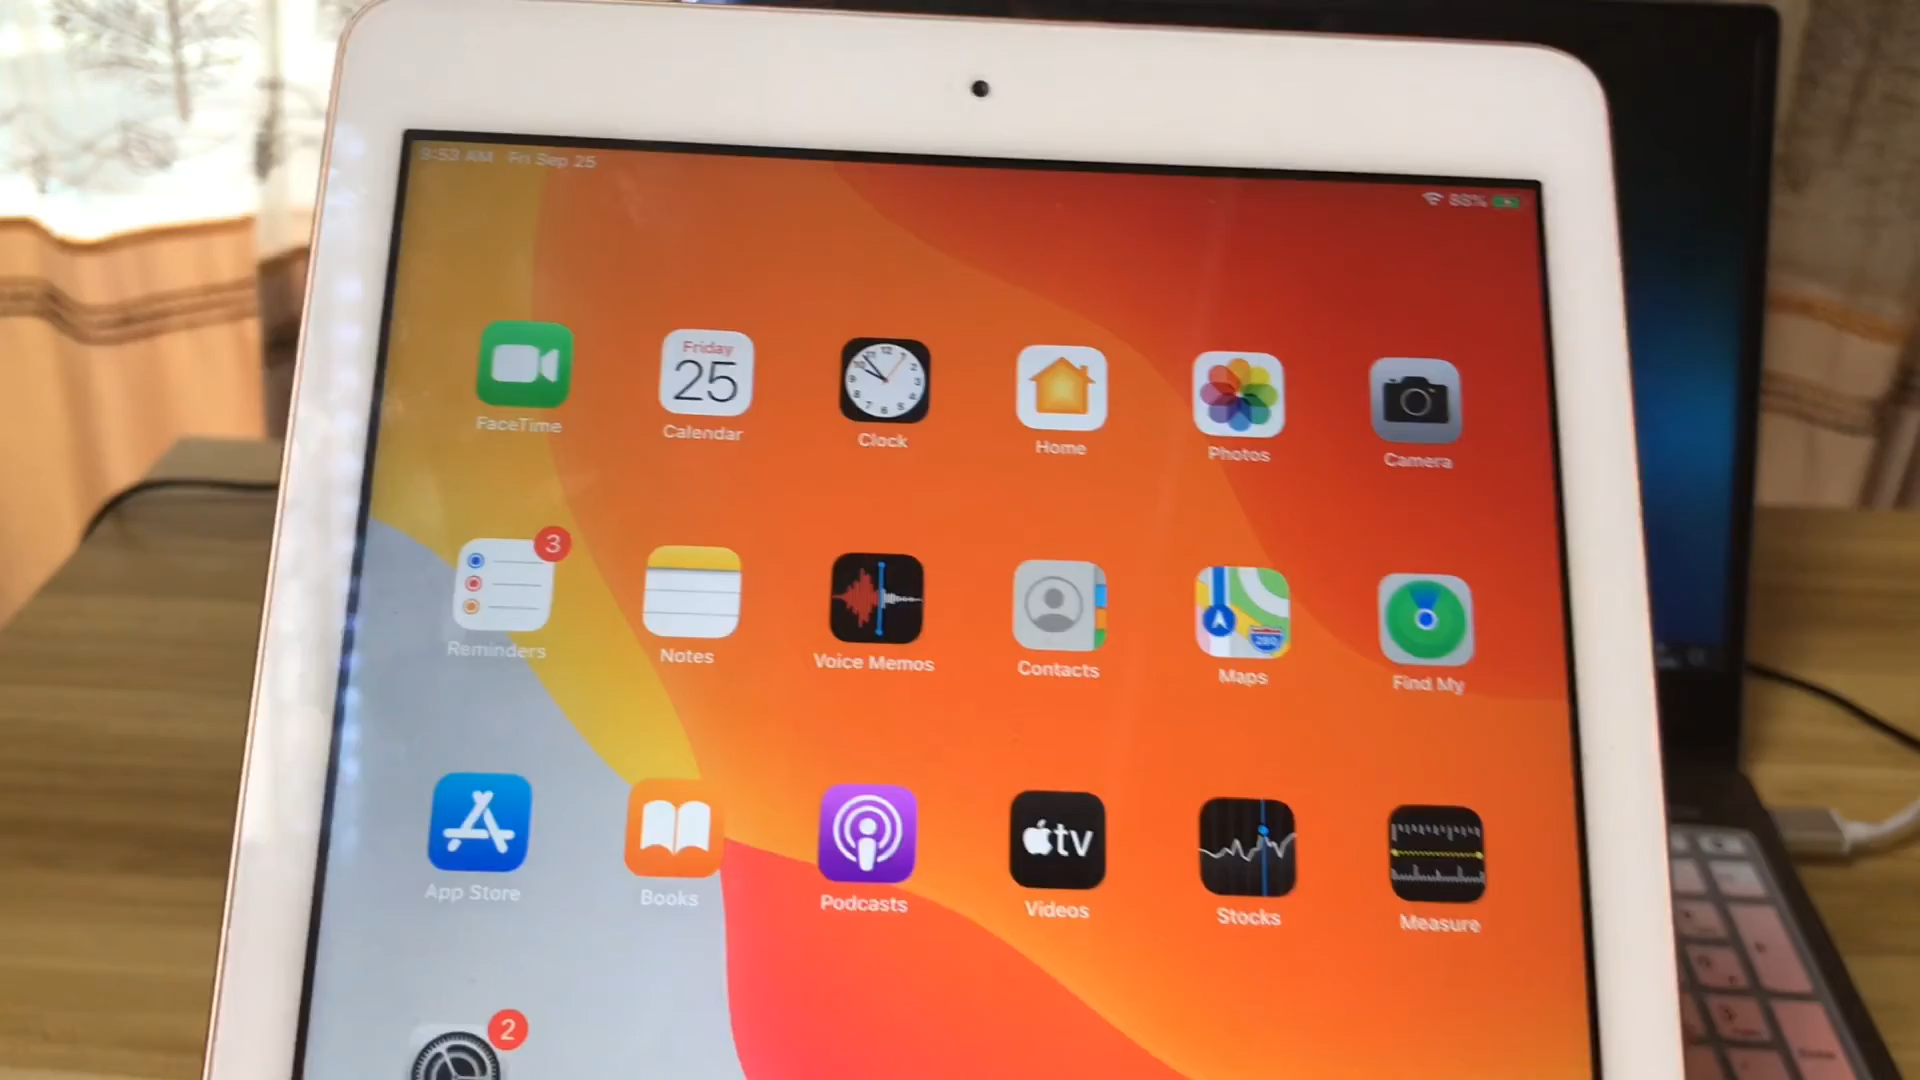 9:53 AM Fri Sep 25
88%
Friday
25
FaceTime
Calendar
Clock
Home
Photos
Camera
3
280
Reminders
Notes
Voice Memos
Contacts
Maps
Find My
tv
App Store
Books
Podcasts
Videos
Stocks
Measure
2